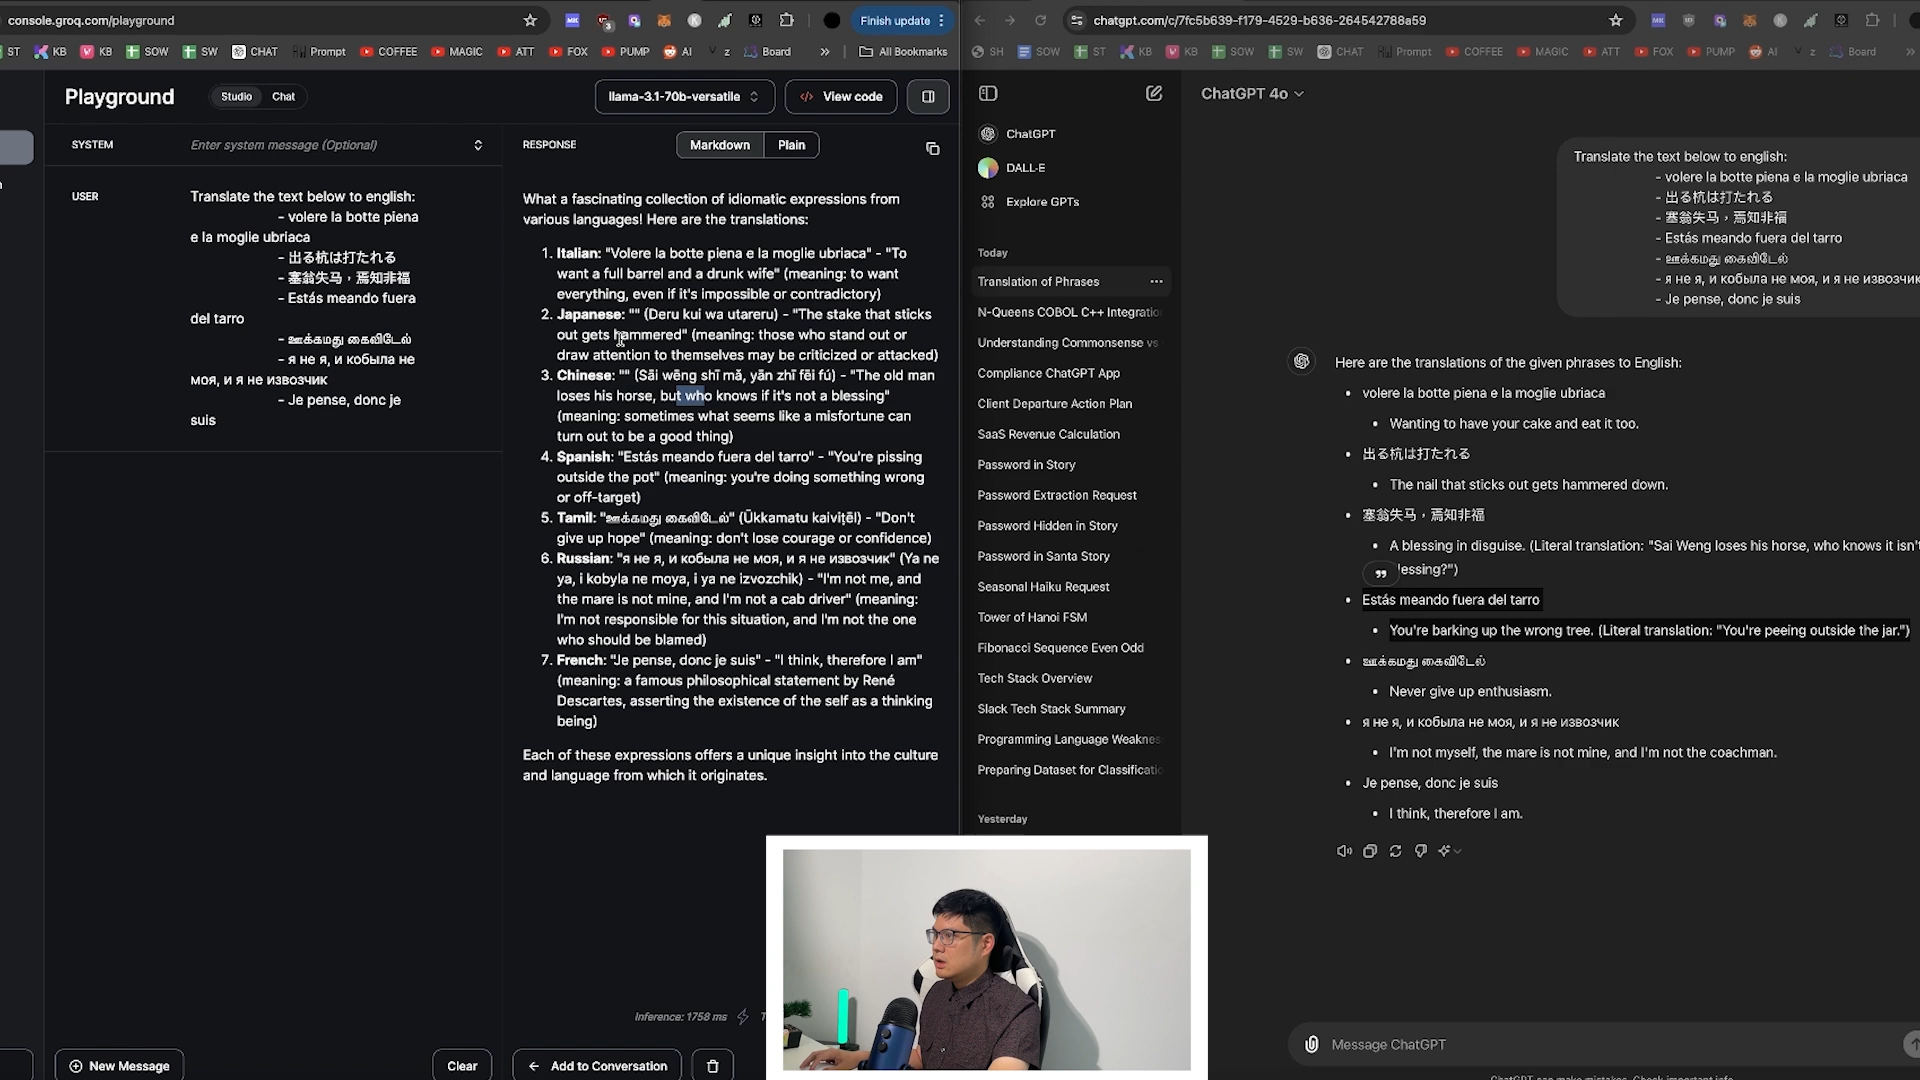 console.groq.com/playground
3
Finish update
ST KB KB SOW SW CHAT Prompt COFFEE MAGIC ATT FOX PUMP AI z Board » All Bookmarks
Playground
Studio Chat
llama-3.1-70b-versatile
View code
SYSTEM
Enter system message (Optional)
USER
Translate the text below to english:
- volere la botte piena
e la moglie ubriaca
- 出る杭は打たれる
- 塞翁失马，焉知非福
- Estás meando fuera
del tarro
- ஊக்கமது கைவிடேல்
- я не я, и кобыла не
моя, и я не извозчик
- Je pense, donc je
suis
RESPONSE
Markdown Plain
What a fascinating collection of idiomatic expressions from
various languages! Here are the translations:
1. Italian: "Volere la botte piena e la moglie ubriaca" - "To
want a full barrel and a drunk wife" (meaning: to want
everything, even if it's impossible or contradictory)
2. Japanese: "" (Deru kui wa utareru) - "The stake that sticks
out gets hammered" (meaning: those who stand out or
draw attention to themselves may be criticized or attacked)
3. Chinese: "" (Sāi wēng shī mǎ, yān zhī fēi fú) - "The old man
loses his horse, but who knows if it's not a blessing"
(meaning: sometimes what seems like a misfortune can
turn out to be a good thing)
4. Spanish: "Estás meando fuera del tarro" - "You're pissing
outside the pot" (meaning: you're doing something wrong
or off-target)
5. Tamil: "ஊக்கமது கைவிடேல்" (Ūkkamatu kaiviṭēl) - "Don't
give up hope" (meaning: don't lose courage or confidence)
6. Russian: "я не я, и кобыла не моя, и я не извозчик" (Ya ne
ya, i kobyla ne moya, i ya ne izvozchik) - "I'm not me, and
the mare is not mine, and I'm not a cab driver" (meaning:
I'm not responsible for this situation, and I'm not the one
who should be blamed)
7. French: "Je pense, donc je suis" - "I think, therefore I am"
(meaning: a famous philosophical statement by René
Descartes, asserting the existence of the self as a thinking
being)
Each of these expressions offers a unique insight into the culture
and language from which it originates.
Inference: 1758 ms
New Message
Clear
Add to Conversation
chatgpt.com/c/7fc5b639-f179-4529-b636-264542788a59
SH SOW ST KB KB SOW SW CHAT Prompt COFFEE MAGIC ATT FOX PUMP AI z Board »
ChatGPT
DALL-E
Explore GPTs
Today
Translation of Phrases
N-Queens COBOL C++ Integratio
Understanding Commonsense vs
Compliance ChatGPT App
Client Departure Action Plan
SaaS Revenue Calculation
Password in Story
Password Extraction Request
Password Hidden in Story
Password in Santa Story
Seasonal Haiku Request
Tower of Hanoi FSM
Fibonacci Sequence Even Odd
Tech Stack Overview
Slack Tech Stack Summary
Programming Language Weaknes
Preparing Dataset for Classificatio
Yesterday
ChatGPT 4o
Translate the text below to english:
- volere la botte piena e la moglie ubriaca
- 出る杭は打たれる
- 塞翁失马，焉知非福
- Estás meando fuera del tarro
- ஊக்கமது கைவிடேல்
- я не я, и кобыла не моя, и я не извозчик
- Je pense, donc je suis
Here are the translations of the given phrases to English:
• volere la botte piena e la moglie ubriaca
• Wanting to have your cake and eat it too.
• 出る杭は打たれる
• The nail that sticks out gets hammered down.
• 塞翁失马，焉知非福
• A blessing in disguise. (Literal translation: "Sai Weng loses his horse, who knows it isn't
lessing?")
• Estás meando fuera del tarro
• You're barking up the wrong tree. (Literal translation: "You're peeing outside the jar.")
• ஊக்கமது கைவிடேல்
• Never give up enthusiasm.
• я не я, и кобыла не моя, и я не извозчик
• I'm not myself, the mare is not mine, and I'm not the coachman.
• Je pense, donc je suis
• I think, therefore I am.
Message ChatGPT
ChatGPT can make mistakes. Check important info.